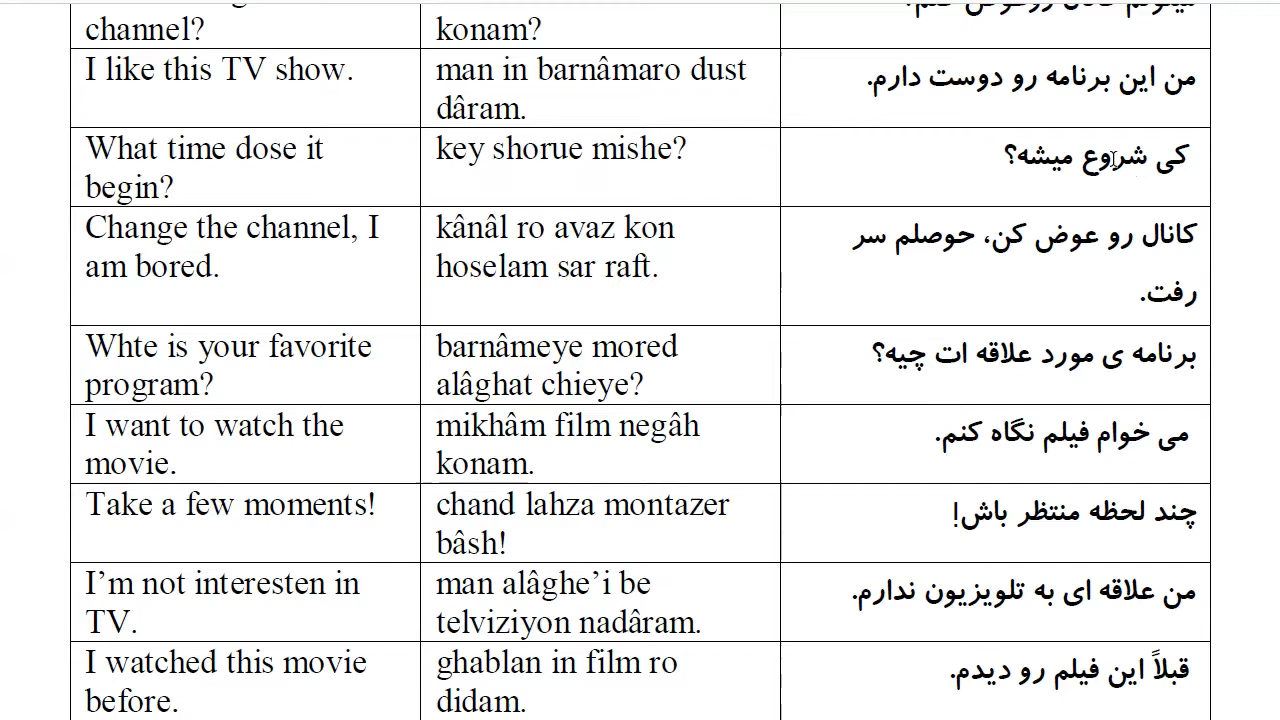 channel?
konam?
I like this TV show.
man in barnâmaro dust
dâram.
من این برنامه رو دوست دارم.
What time dose it
begin?
key shorue mishe?
کی شروع میشه؟
Change the channel, I
am bored.
kânâl ro avaz kon
hoselam sar raft.
کانال رو عوض کن، حوصلم سر
رفت.
Whte is your favorite
program?
barnâmeye mored
alâghat chieye?
برنامه ی مورد علاقه ات چیه؟
I want to watch the
movie.
mikhâm film negâh
konam.
می خوام فیلم نگاه کنم.
Take a few moments!
chand lahza montazer
bâsh!
چند لحظه منتظر باش!
I’m not interesten in
TV.
man alâghe’i be
telviziyon nadâram.
من علاقه ای به تلویزیون ندارم.
I watched this movie
before.
ghablan in film ro
didam.
قبلاً این فیلم رو دیدم.